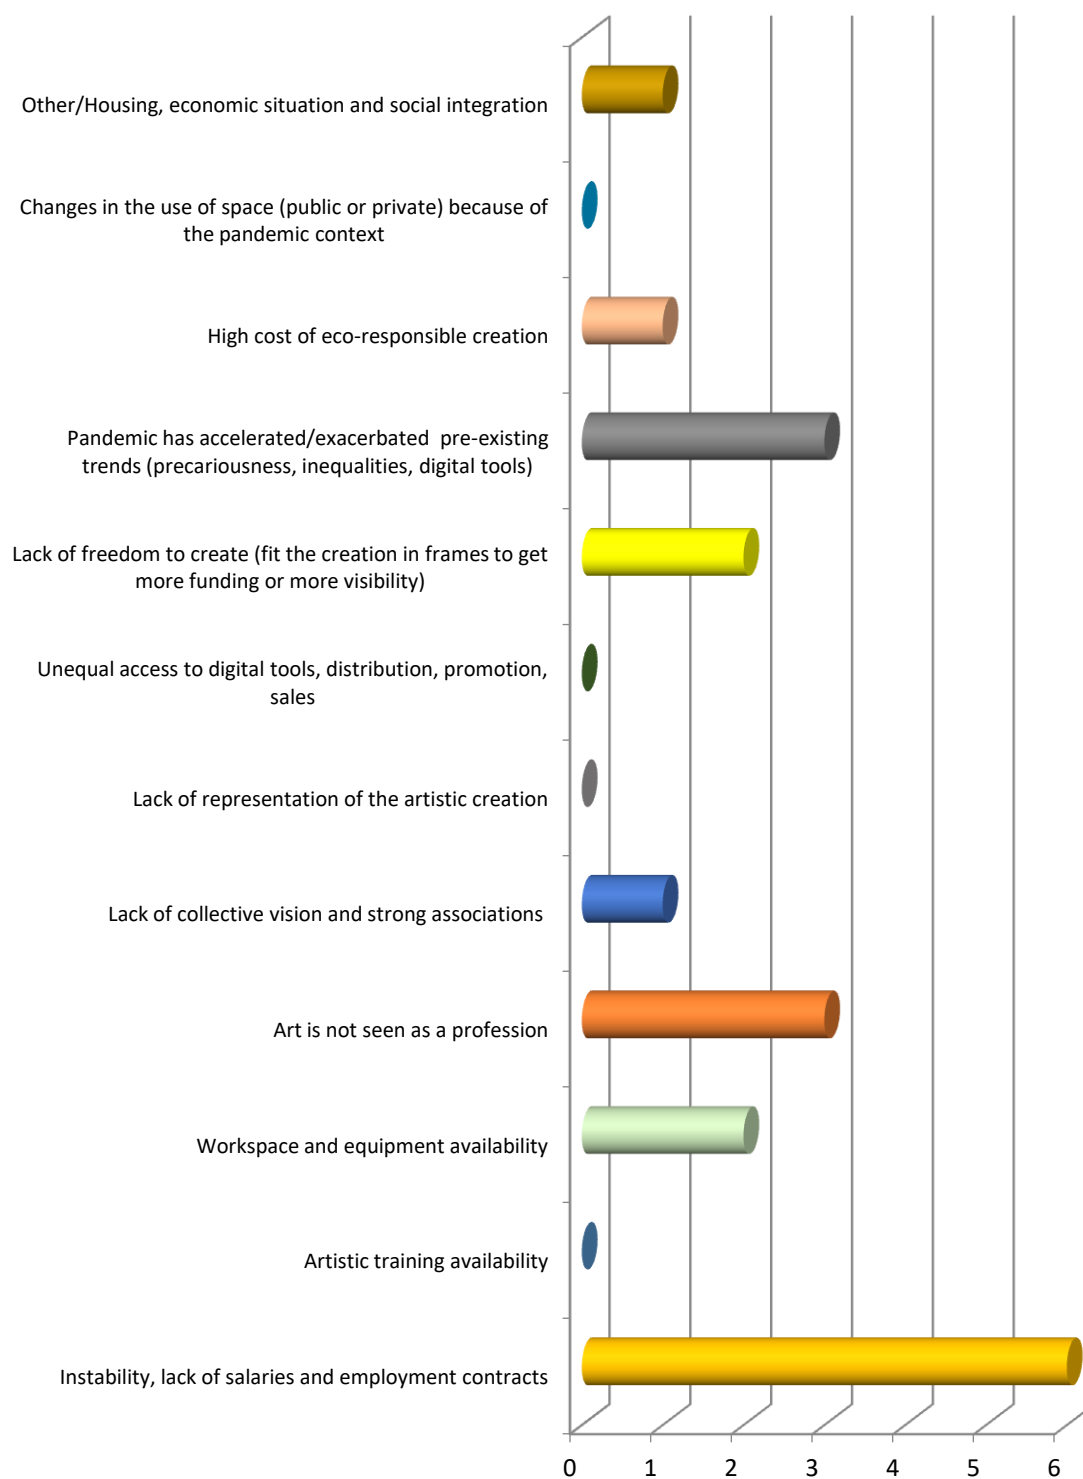 Other/Housing, economic situation and social integration
Changes in the use of space (public or private) because of
the pandemic context
High cost of eco-responsible creation
Pandemic has accelerated/exacerbated  pre-existing
trends (precariousness, inequalities, digital tools)
Lack of freedom to create (fit the creation in frames to get
more funding or more visibility)
Unequal access to digital tools, distribution, promotion,
sales
Lack of representation of the artistic creation
Lack of collective vision and strong associations
Art is not seen as a profession
Workspace and equipment availability
Artistic training availability
Instability, lack of salaries and employment contracts
0 1 2 3 4 5 6